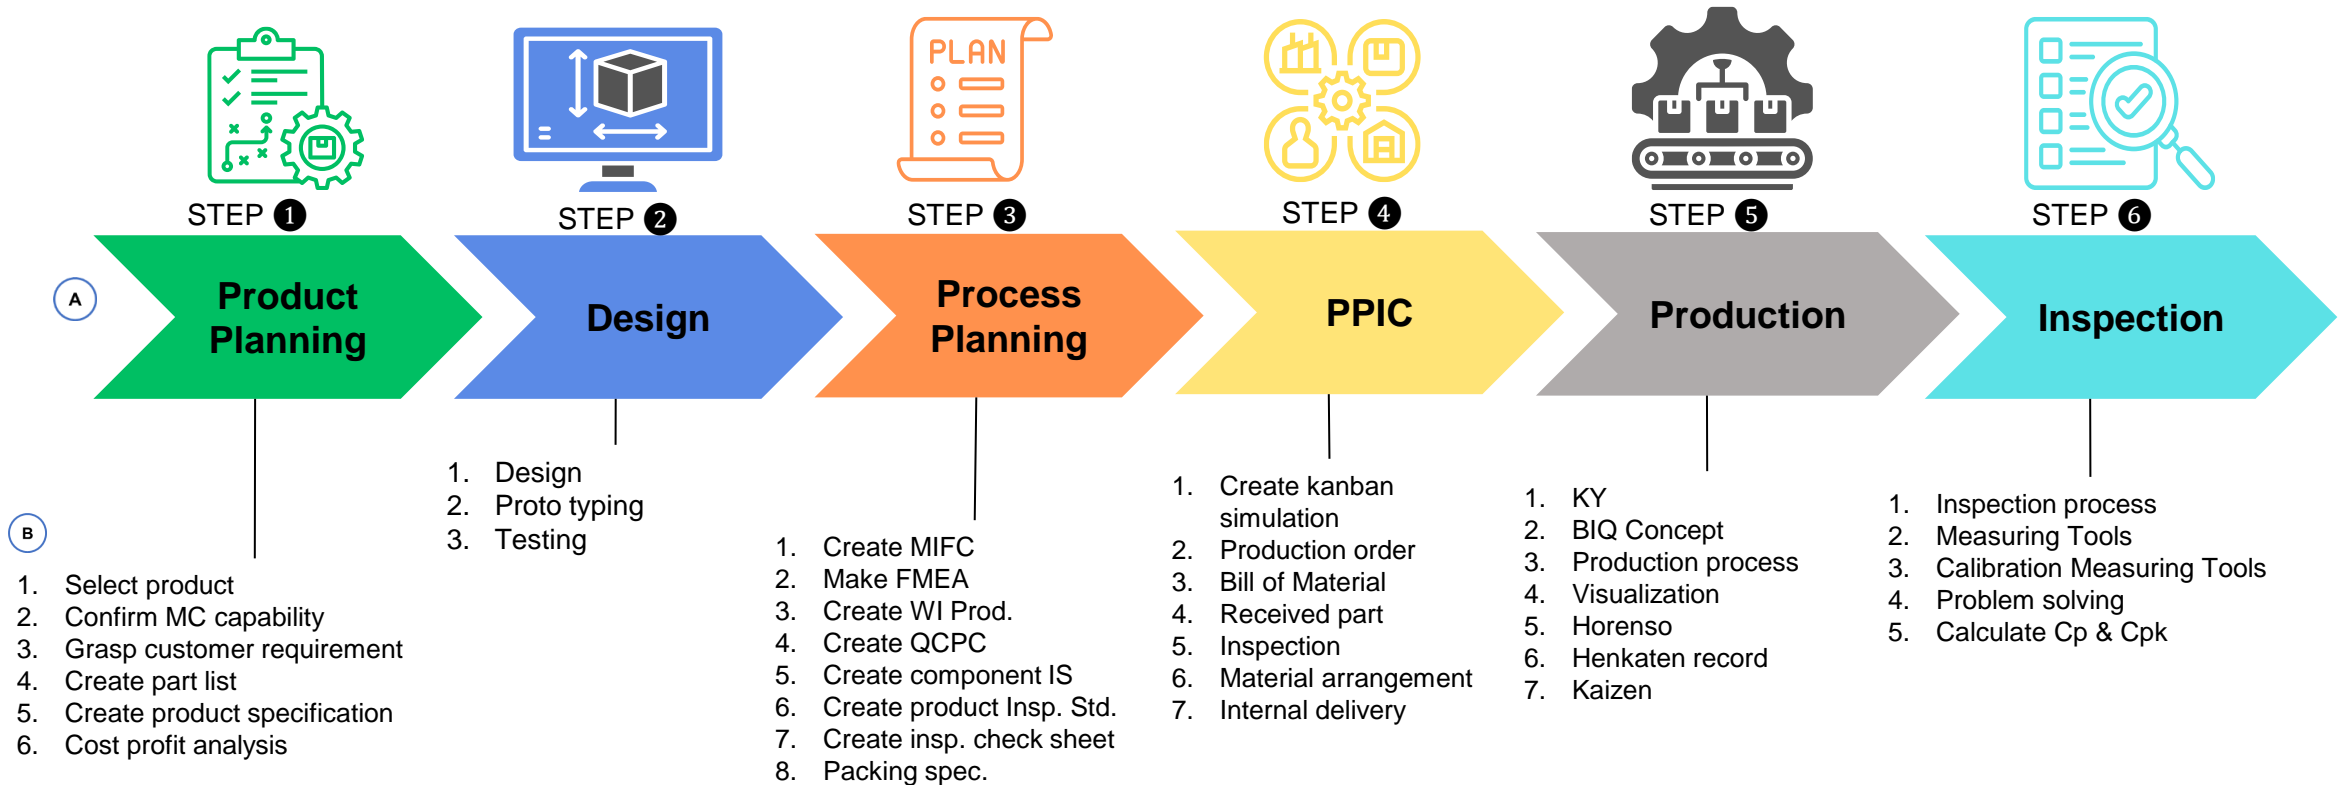 PLAN
STEP 1
STEP 2
STEP 3
STEP 4
STEP 5
STEP 6
A
Product
Planning
Design
Process
Planning
PPIC
Production
Inspection
B
1. Select product
2. Confirm MC capability
3. Grasp customer requirement
4. Create part list
5. Create product specification
6. Cost profit analysis
1. Design
2. Proto typing
3. Testing
1. Create MIFC
2. Make FMEA
3. Create WI Prod.
4. Create QCPC
5. Create component IS
6. Create product Insp. Std.
7. Create insp. check sheet
8. Packing spec.
1. Create kanban
simulation
2. Production order
3. Bill of Material
4. Received part
5. Inspection
6. Material arrangement
7. Internal delivery
1. KY
2. BIQ Concept
3. Production process
4. Visualization
5. Horenso
6. Henkaten record
7. Kaizen
1. Inspection process
2. Measuring Tools
3. Calibration Measuring Tools
4. Problem solving
5. Calculate Cp & Cpk